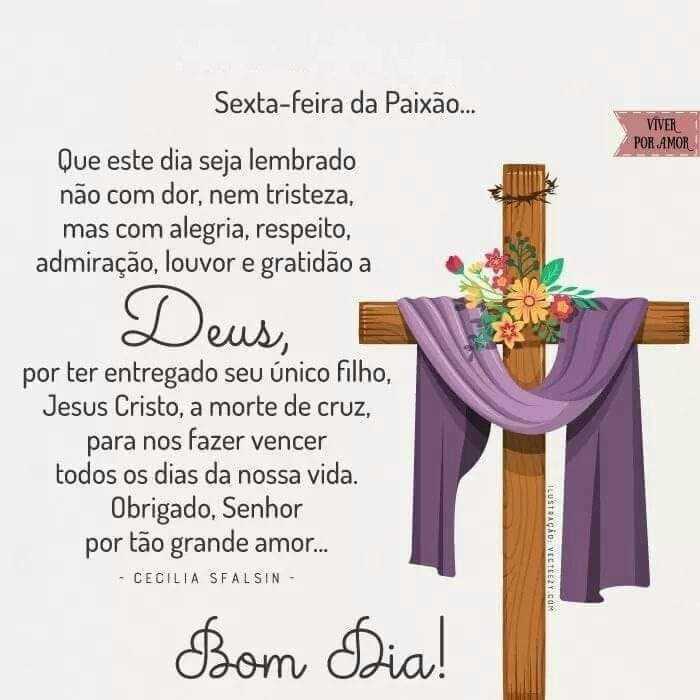 Sexta-feira da Paixão...
VIVER
POR AMOR
Que este dia seja lembrado
não com dor, nem tristeza,
mas com alegria, respeito,
admiração, louvor e gratidão a
Deus,
por ter entregado seu único filho,
Jesus Cristo, a morte de cruz,
para nos fazer vencer
todos os dias da nossa vida.
Obrigado, Senhor
por tão grande amor...
- CECILIA SFALSIN -
ILUSTRAÇÃO: VECTEEZY.COM
Bom Dia!